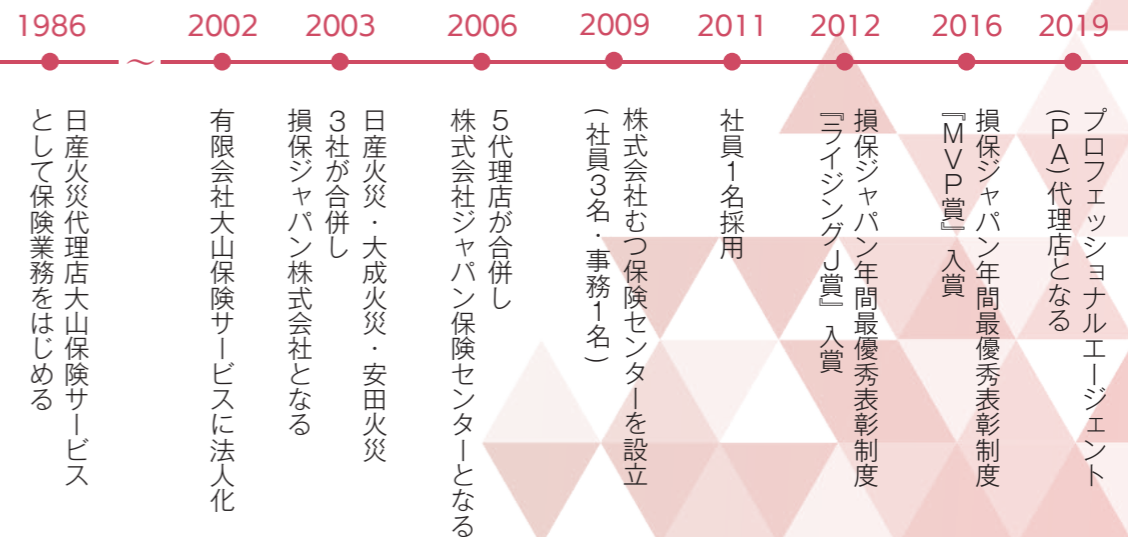 1986
日産火災代理店大山保険サービス
として保険業務をはじめる
〜
2002
有限会社大山保険サービスに法人化
2003
日産火災・大成火災・安田火災
3社が合併し
損保ジャパン株式会社となる
2006
5代理店が合併し
株式会社ジャパン保険センターとなる
2009
株式会社むつ保険センターを設立
(社員3名・事務1名)
2011
社員1名採用
2012
損保ジャパン年間最優秀表彰制度
『ライジングJ賞』入賞
2016
損保ジャパン年間最優秀表彰制度
『MVP賞』入賞
2019
プロフェッショナルエージェント
(PA)代理店となる